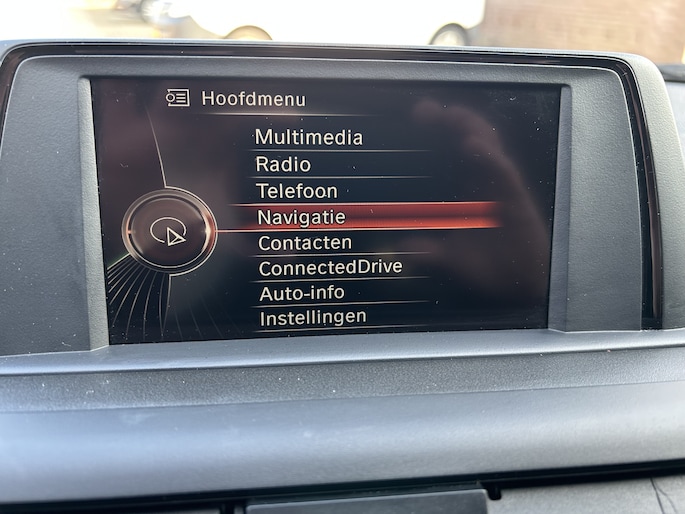 Hoofdmenu
Multimedia
Radio
Telefoon
Navigatie
Contacten
ConnectedDrive
Auto-info
Instellingen